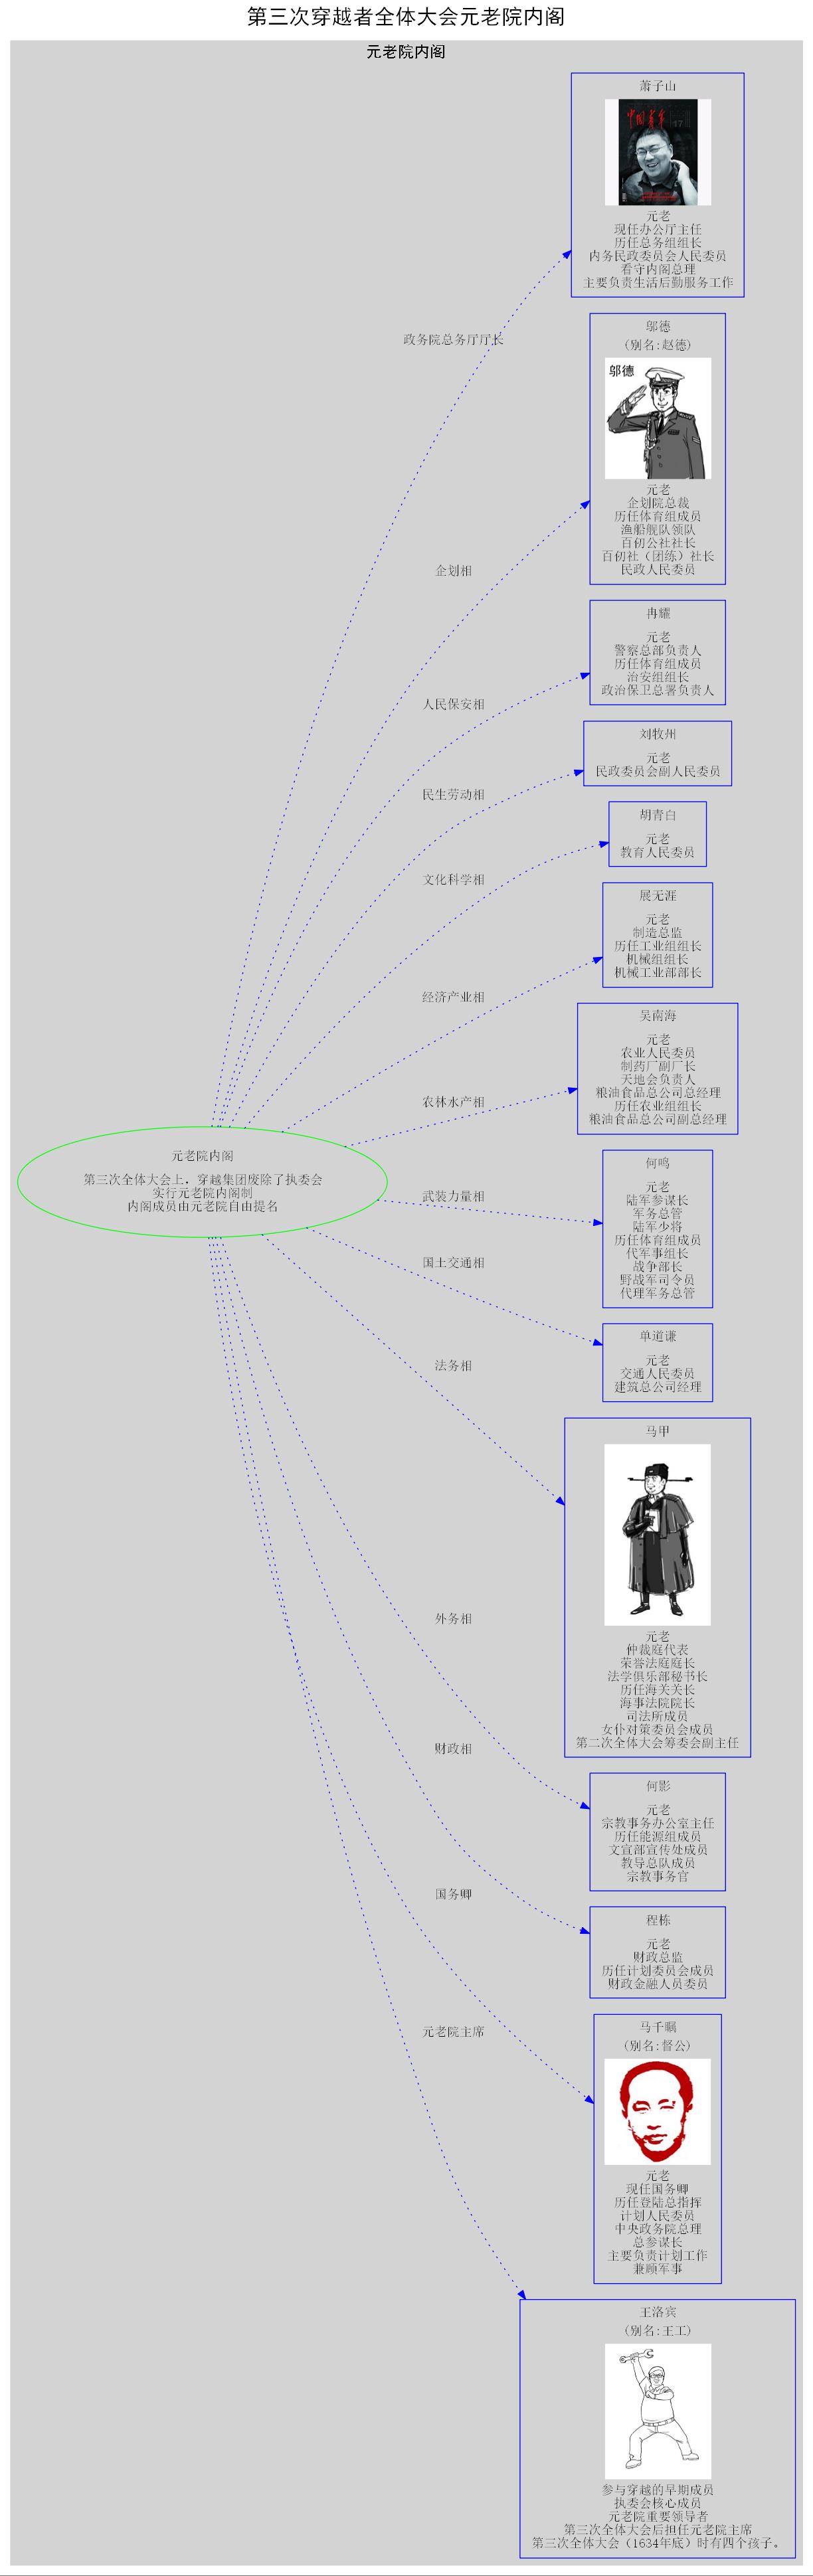 第三次穿越者全体大会元老院内阁
元老院内阁
萧子山
元老
现任办公厅主任
历任总务组组长
内务民政委员会人民委员
看守内阁总理
主要负责生活后勤服务工作
政务院总务厅厅长
邬德
(别名:赵德)
邬德
元老
企划院总裁
历任体育组成员
渔船舰队领队
百仞公社社长
百仞社（团练）社长
民政人民委员
企划相
冉耀
元老
警察总部负责人
历任体育组成员
治安组组长
政治保卫总署负责人
人民保安相
刘牧州
元老
民政委员会副人民委员
民生劳动相
胡青白
元老
教育人民委员
文化科学相
展无涯
元老
制造总监
历任工业组组长
机械组组长
机械工业部部长
经济产业相
吴南海
元老
农业人民委员
制药厂副厂长
天地会负责人
粮油食品总公司总经理
历任农业组组长
粮油食品总公司副总经理
农林水产相
元老院内阁
第三次全体大会上，穿越集团废除了执委会
实行元老院内阁制
内阁成员由元老院自由提名
何鸣
元老
陆军参谋长
军务总管
陆军少将
历任体育组成员
代军事组长
战争部长
野战军司令员
代理军务总管
武装力量相
国土交通相
单道谦
元老
交通人民委员
建筑总公司经理
法务相
马甲
元老
仲裁庭代表
荣誉法庭庭长
法学俱乐部秘书长
历任海关关长
海事法院院长
司法所成员
女仆对策委员会成员
第二次全体大会筹委会副主任
外务相
何影
元老
宗教事务办公室主任
历任能源组成员
文宣部宣传处成员
教导总队成员
宗教事务官
财政相
程栋
元老
财政总监
历任计划委员会成员
财政金融人员委员
国务卿
马千瞩
(别名:督公)
元老
现任国务卿
历任登陆总指挥
计划人民委员
中央政务院总理
总参谋长
主要负责计划工作
兼顾军事
元老院主席
王洛宾
(别名:王工)
参与穿越的早期成员
执委会核心成员
元老院重要领导者
第三次全体大会后担任元老院主席
第三次全体大会（1634年底）时有四个孩子。